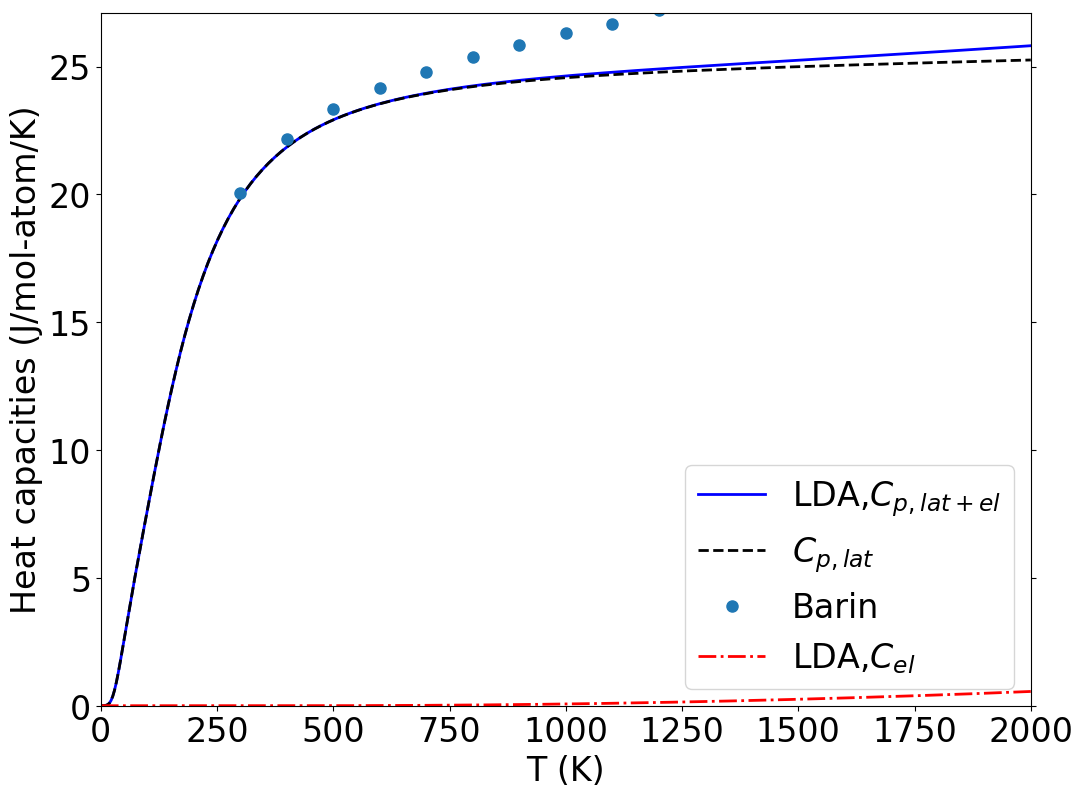 Heat capacities (J/mol-atom/K)
25
20
15
10
5
0
LDA,C_{p, lat+el}
C_{p, lat}
Barin
LDA,C_{el}
0 250 500 750 1000 1250 1500 1750 2000
T (K)